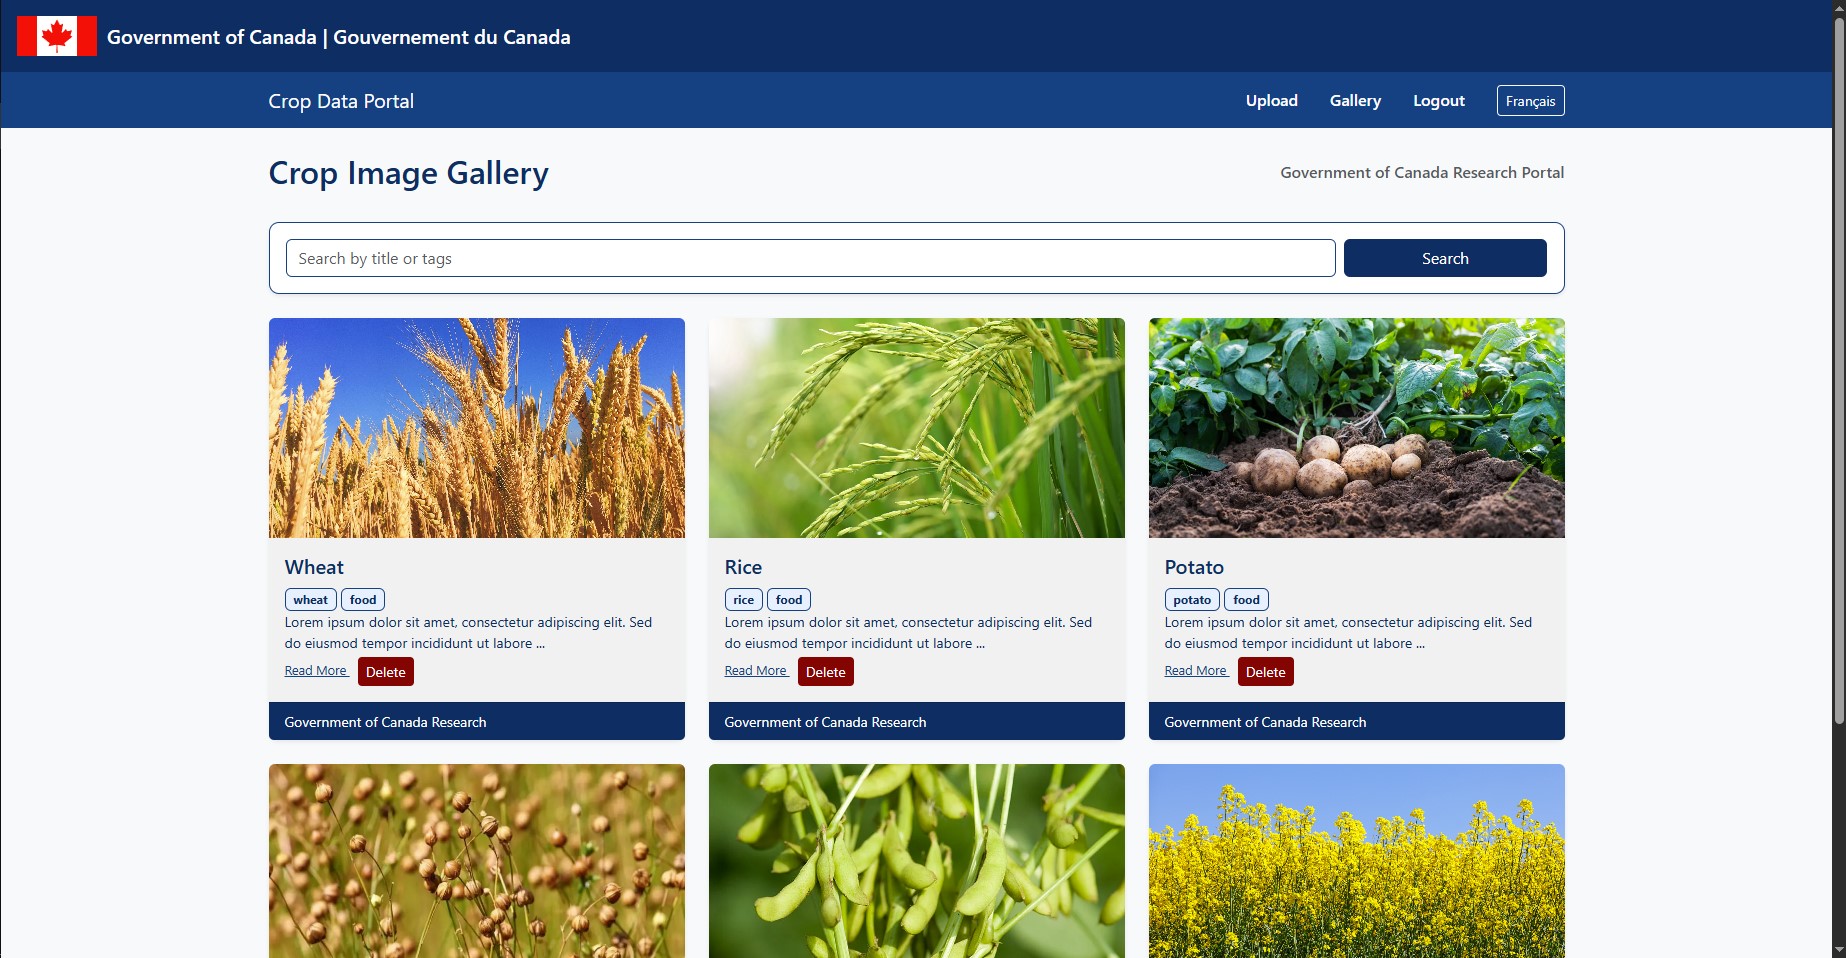 Government of Canada | Gouvernement du Canada
Crop Data Portal
Upload
Gallery
Logout
Français
Crop Image Gallery
Government of Canada Research Portal
Search by title or tags
Search
Wheat
wheat food
Lorem ipsum dolor sit amet, consectetur adipiscing elit. Sed
do eiusmod tempor incididunt ut labore ...
Read More Delete
Government of Canada Research
Rice
rice food
Lorem ipsum dolor sit amet, consectetur adipiscing elit. Sed
do eiusmod tempor incididunt ut labore ...
Read More Delete
Government of Canada Research
Potato
potato food
Lorem ipsum dolor sit amet, consectetur adipiscing elit. Sed
do eiusmod tempor incididunt ut labore ...
Read More Delete
Government of Canada Research